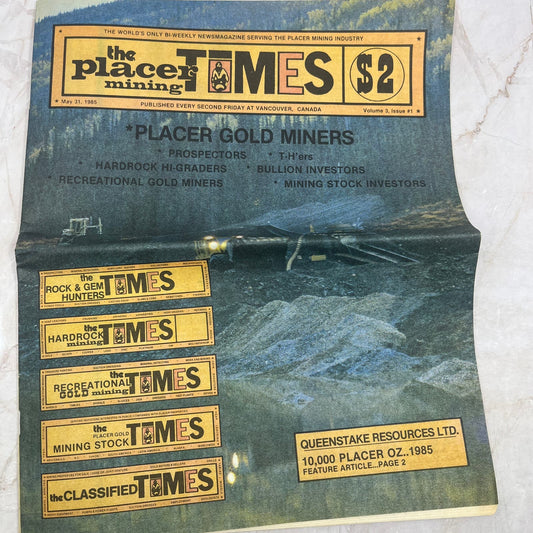 THE WORLD'S ONLY BI-WEEKLY NEWSMAGAZINE SERVING THE PLACER MINING INDUSTRY
the placer mining TIMES $2
May 31, 1985 PUBLISHED EVERY SECOND FRIDAY AT VANCOUVER, CANADA Volume 3, Issue #1
*PLACER GOLD MINERS
* PROSPECTORS * T-H'ers
* HARDROCK HI-GRADERS * BULLION INVESTORS
* RECREATIONAL GOLD MINERS * MINING STOCK INVESTORS
the ROCK & GEM HUNTERS TIMES
the HARDROCK mining TIMES
the RECREATIONAL GOLD mining TIMES
the PLACER GOLD MINING STOCK TIMES
the CLASSIFIED TIMES
QUEENSTAKE RESOURCES LTD.
10,000 PLACER OZ..1985
FEATURE ARTICLE...PAGE 2